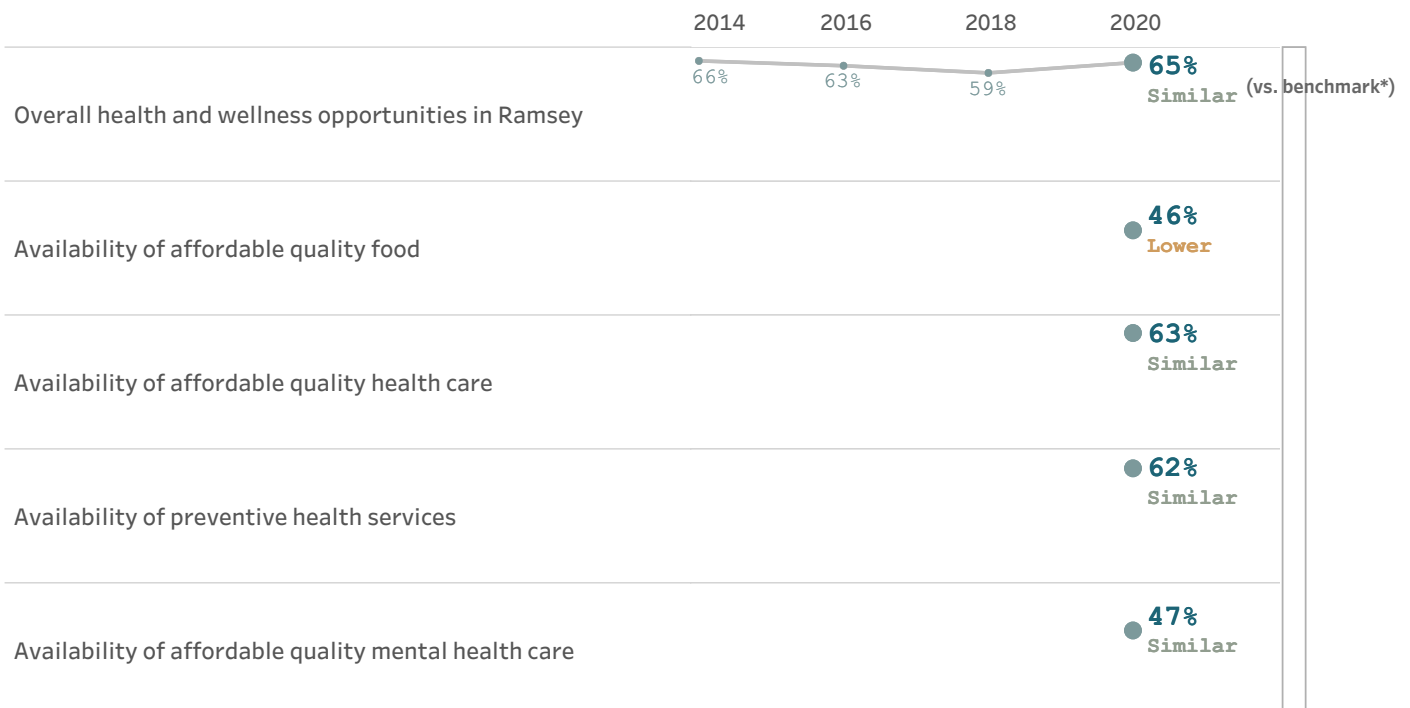 2014 2016 2018 2020
66% 63% 59% 65%
Similar (vs. benchmark*)
Overall health and wellness opportunities in Ramsey
46%
Lower
Availability of affordable quality food
63%
Similar
Availability of affordable quality health care
62%
Similar
Availability of preventive health services
47%
Similar
Availability of affordable quality mental health care